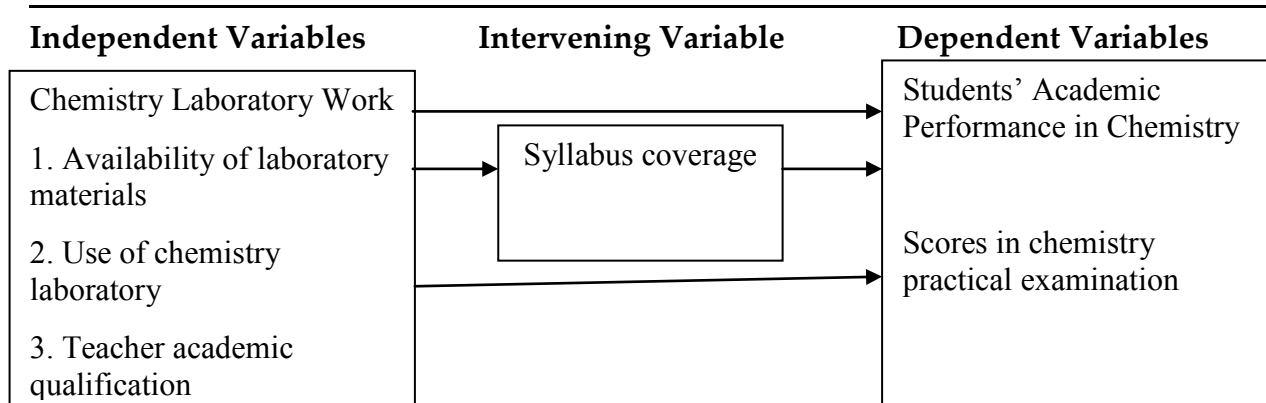 Independent Variables
Intervening Variable
Dependent Variables
Chemistry Laboratory Work
1. Availability of laboratory
materials
2. Use of chemistry
laboratory
3. Teacher academic
qualification
Syllabus coverage
Students’ Academic
Performance in Chemistry
Scores in chemistry
practical examination